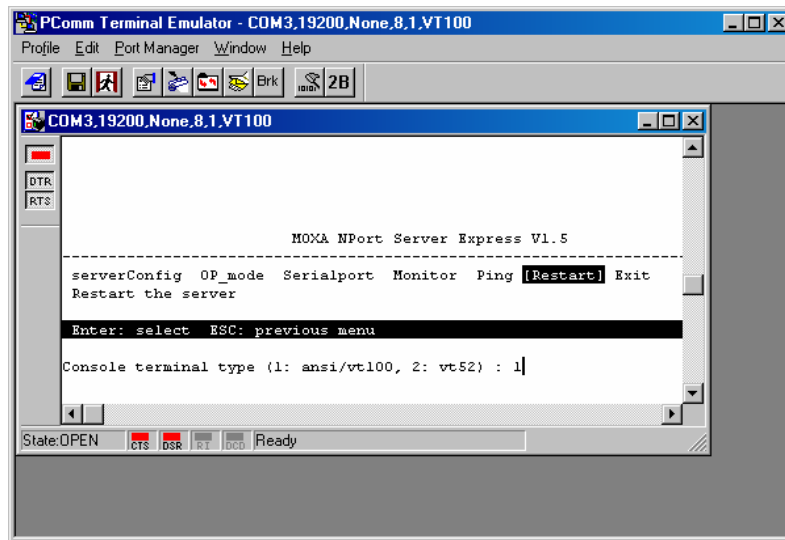 PComm Terminal Emulator - COM3,19200,None,8,1,VT100
Profile Edit Port Manager Window Help
Brk 2B
COM3,19200,None,8,1,VT100
DTR
RTS
MOXA NPort Server Express V1.5
------------------------------------------------------------------------------
serverConfig OP_mode Serialport Monitor Ping [Restart] Exit
Restart the server
Enter: select ESC: previous menu
Console terminal type (1: ansi/vt100, 2: vt52) : 1
State:OPEN CTS DSR RI DCD Ready